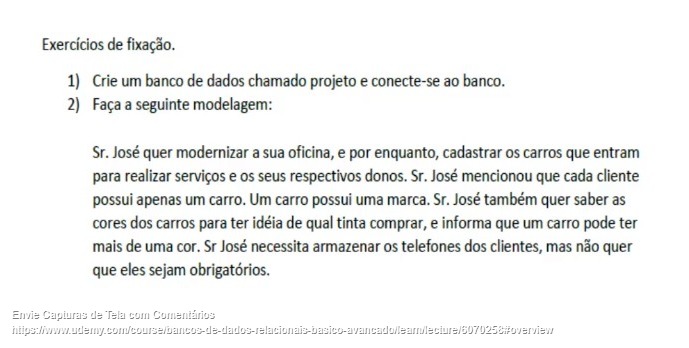 Exercícios de fixação.
1) Crie um banco de dados chamado projeto e conecte-se ao banco.
2) Faça a seguinte modelagem:
Sr. José quer modernizar a sua oficina, e por enquanto, cadastrar os carros que entram
para realizar serviços e os seus respectivos donos. Sr. José mencionou que cada cliente
possui apenas um carro. Um carro possui uma marca. Sr. José também quer saber as
cores dos carros para ter idéia de qual tinta comprar, e informa que um carro pode ter
mais de uma cor. Sr José necessita armazenar os telefones dos clientes, mas não quer
que eles sejam obrigatórios.
Envie Capturas de Tela com Comentários
https://www.udemy.com/course/bancos-de-dados-relacionais-basico-avancado/learn/lecture/6070258#overview